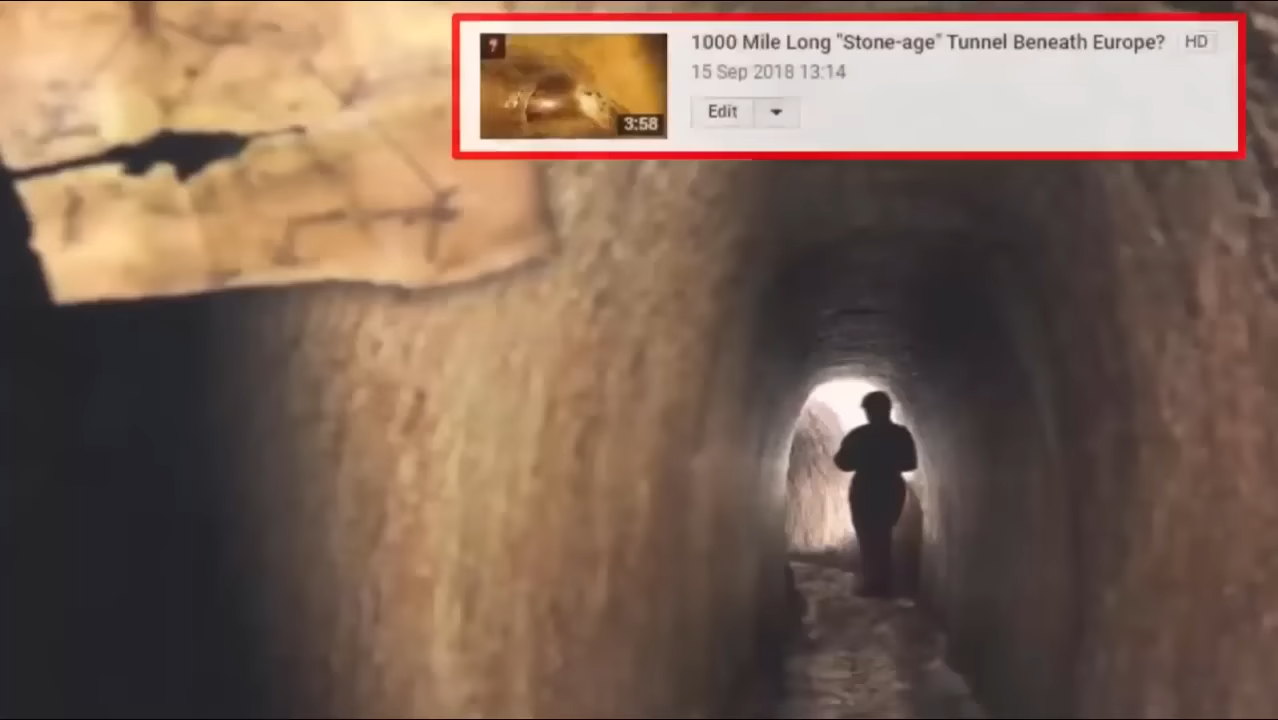 1000 Mile Long "Stone-age" Tunnel Beneath Europe? HD
15 Sep 2018 13:14
Edit
3:58